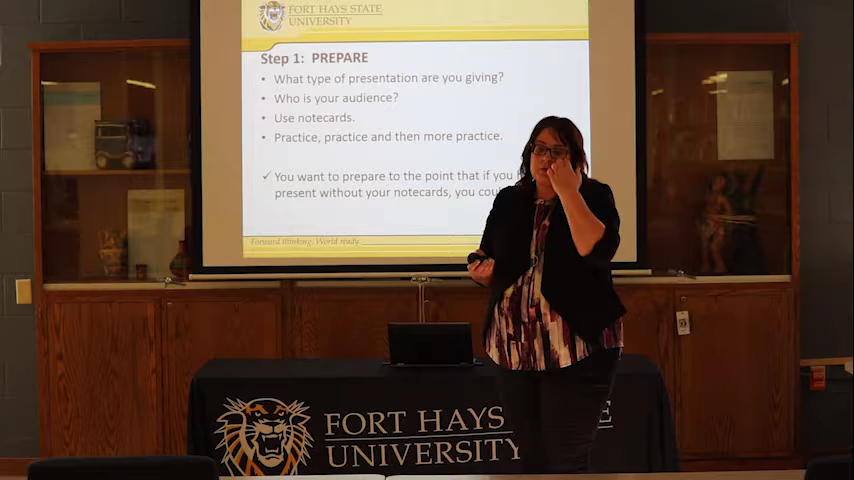 FORT HAYS STATE
UNIVERSITY
Step 1: PREPARE
• What type of presentation are you giving?
• Who is your audience?
• Use notecards.
• Practice, practice and then more practice.
✓ You want to prepare to the point that if you
present without your notecards, you
Forward thinking. World ready.
FORT HAYS
UNIVERSITY